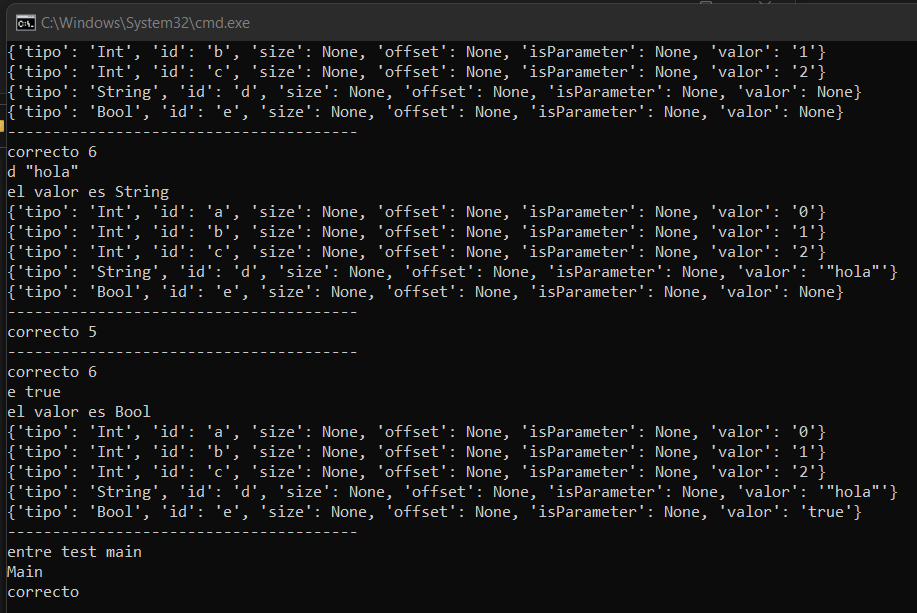 C:\Windows\System32\cmd.exe
{'tipo': 'Int', 'id': 'b', 'size': None, 'offset': None, 'isParameter': None, 'valor': '1'}
{'tipo': 'Int', 'id': 'c', 'size': None, 'offset': None, 'isParameter': None, 'valor': '2'}
{'tipo': 'String', 'id': 'd', 'size': None, 'offset': None, 'isParameter': None, 'valor': None}
{'tipo': 'Bool', 'id': 'e', 'size': None, 'offset': None, 'isParameter': None, 'valor': None}
---------------------------------------
correcto 6
d "hola"
el valor es String
{'tipo': 'Int', 'id': 'a', 'size': None, 'offset': None, 'isParameter': None, 'valor': '0'}
{'tipo': 'Int', 'id': 'b', 'size': None, 'offset': None, 'isParameter': None, 'valor': '1'}
{'tipo': 'Int', 'id': 'c', 'size': None, 'offset': None, 'isParameter': None, 'valor': '2'}
{'tipo': 'String', 'id': 'd', 'size': None, 'offset': None, 'isParameter': None, 'valor': '"hola"'}
{'tipo': 'Bool', 'id': 'e', 'size': None, 'offset': None, 'isParameter': None, 'valor': None}
---------------------------------------
correcto 5
---------------------------------------
correcto 6
e true
el valor es Bool
{'tipo': 'Int', 'id': 'a', 'size': None, 'offset': None, 'isParameter': None, 'valor': '0'}
{'tipo': 'Int', 'id': 'b', 'size': None, 'offset': None, 'isParameter': None, 'valor': '1'}
{'tipo': 'Int', 'id': 'c', 'size': None, 'offset': None, 'isParameter': None, 'valor': '2'}
{'tipo': 'String', 'id': 'd', 'size': None, 'offset': None, 'isParameter': None, 'valor': '"hola"'}
{'tipo': 'Bool', 'id': 'e', 'size': None, 'offset': None, 'isParameter': None, 'valor': 'true'}
---------------------------------------
entre test main
Main
correcto